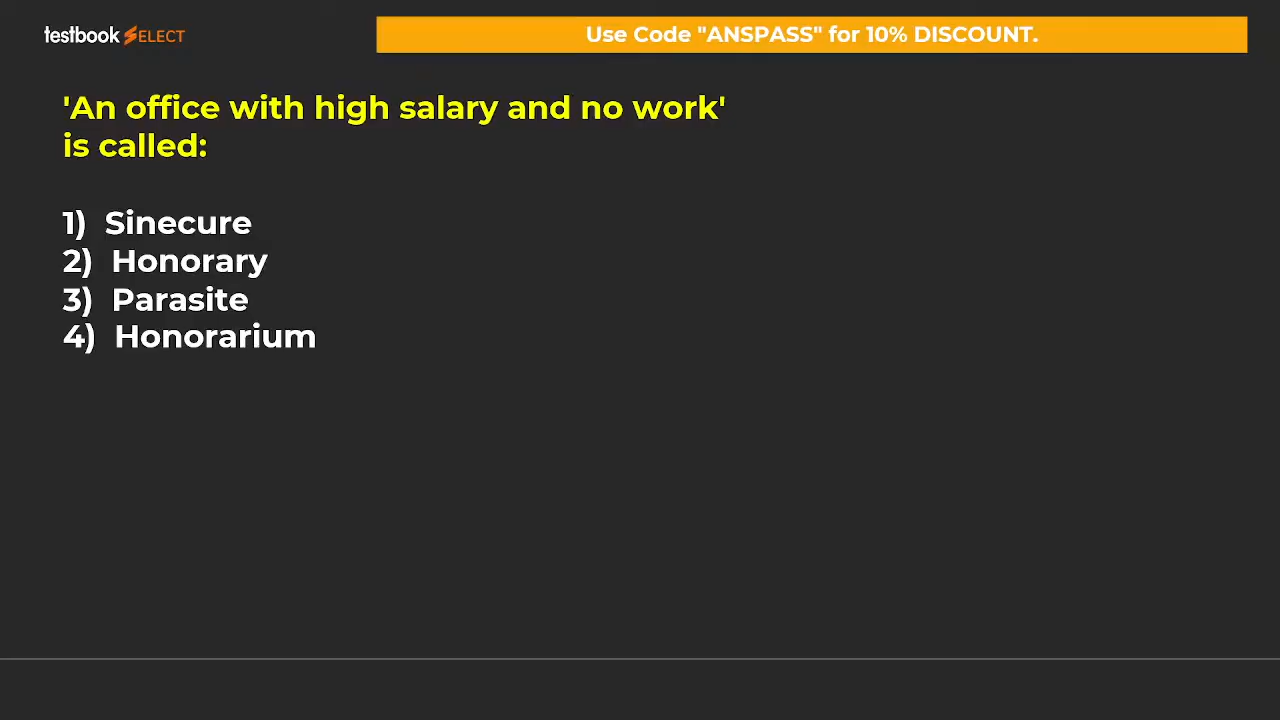 testbook SELECT
Use Code "ANSPASS" for 10% DISCOUNT.
'An office with high salary and no work'
is called:
1) Sinecure
2) Honorary
3) Parasite
4) Honorarium